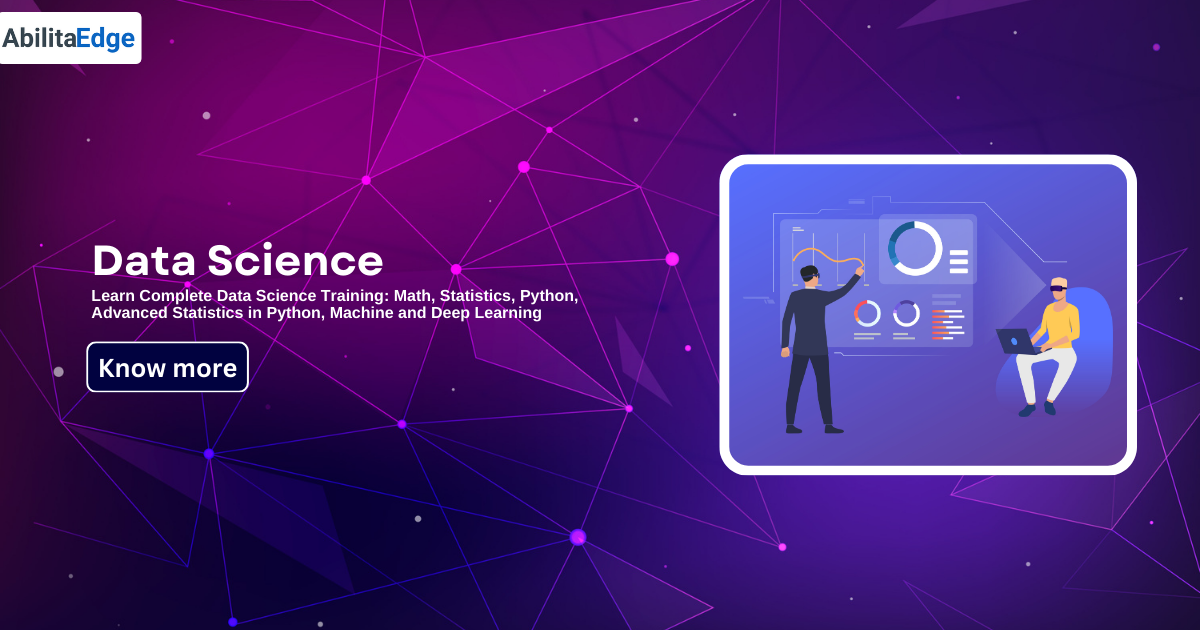 AbilitaEdge
Data Science
Learn Complete Data Science Training: Math, Statistics, Python,
Advanced Statistics in Python, Machine and Deep Learning
Know more